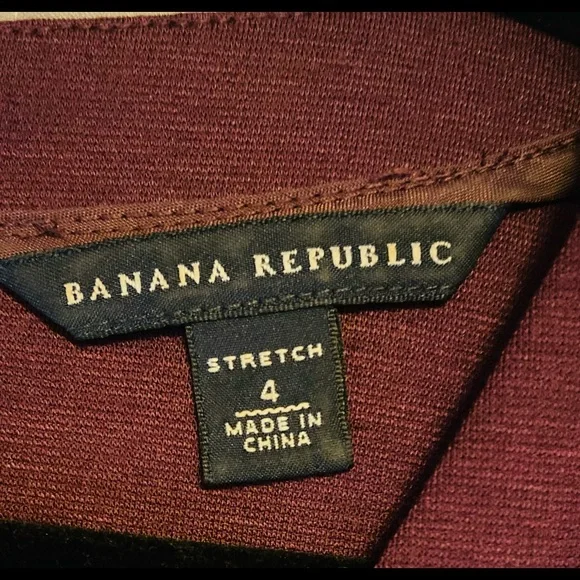 BANANA REPUBLIC
STRETCH
4
MADE IN
CHINA